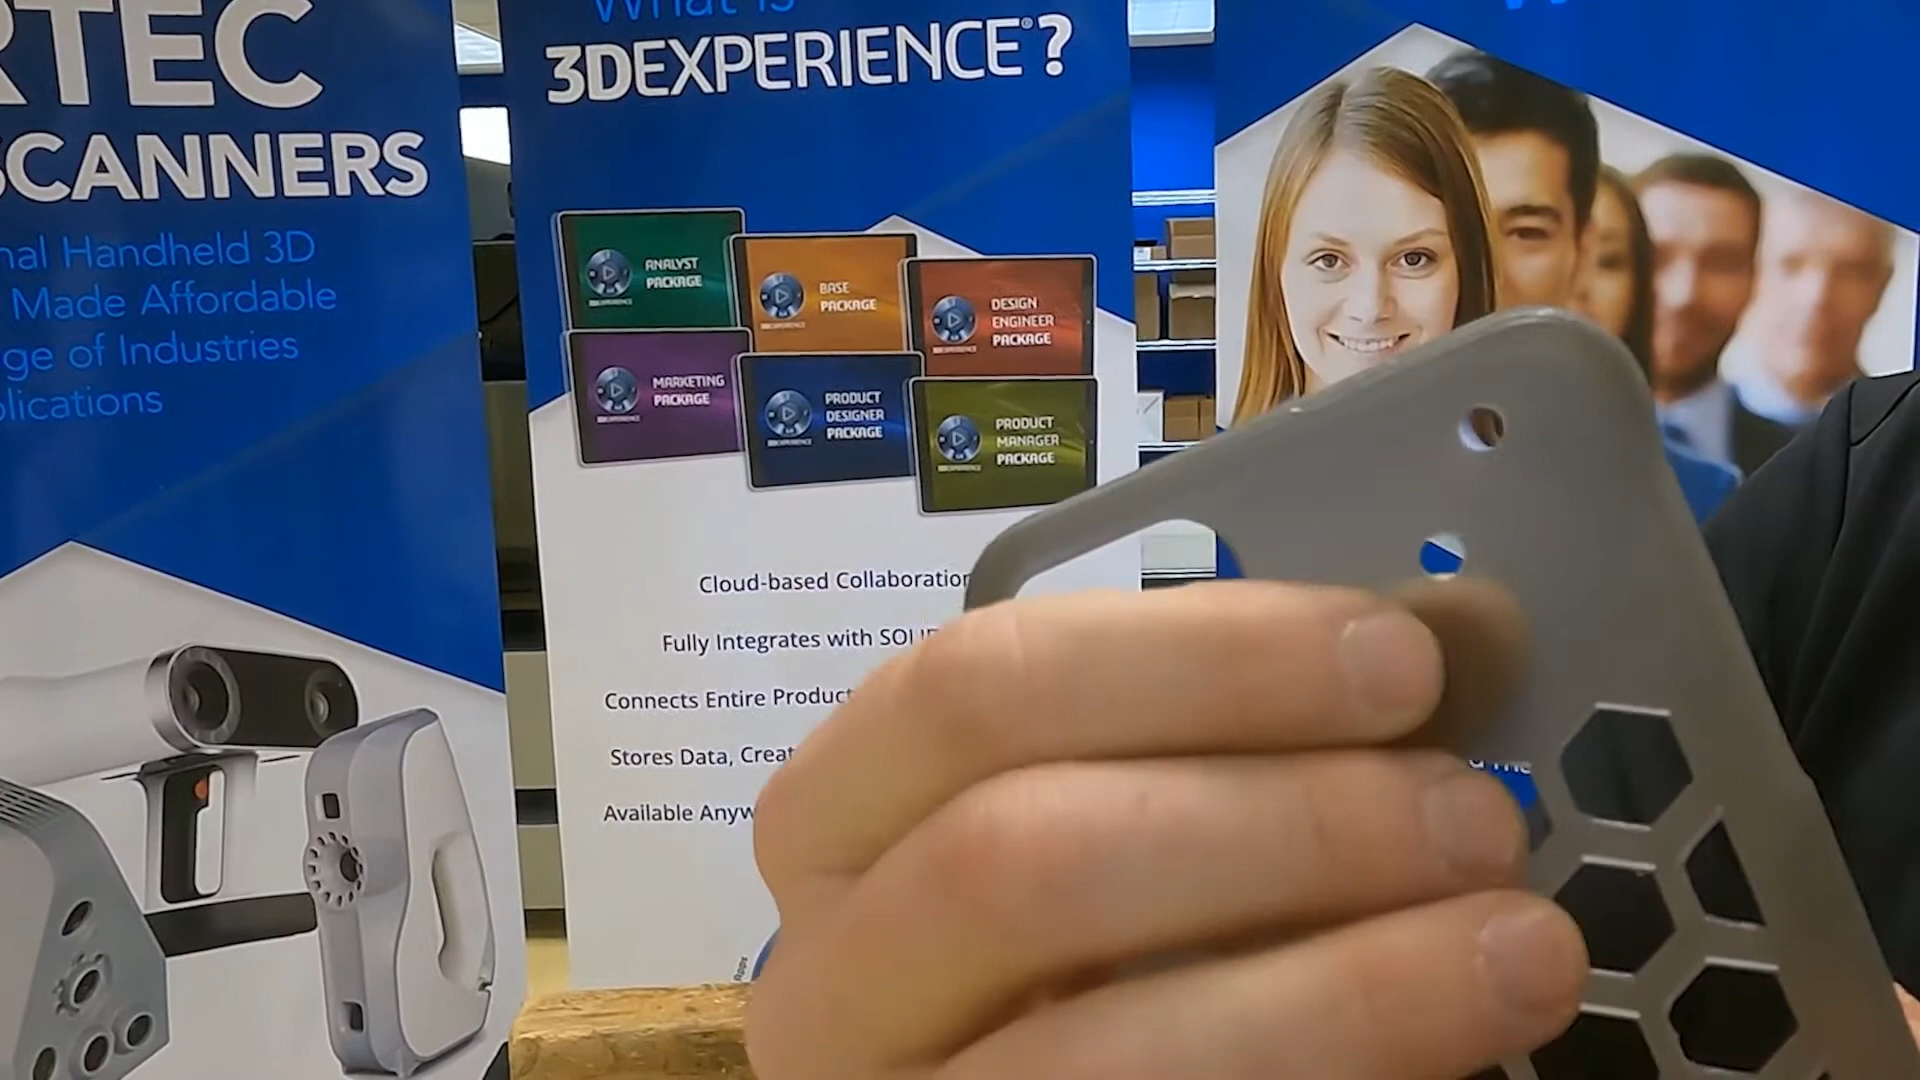 RTEC
SCANNERS
nal Handheld 3D
Made Affordable
ge of Industries
plications
What is
3DEXPERIENCE®?
ANALYST
PACKAGE
BASE
PACKAGE
DESIGN
ENGINEER
PACKAGE
MARKETING
PACKAGE
PRODUCT
DESIGNER
PACKAGE
PRODUCT
MANAGER
PACKAGE
Cloud-based Collaboration
Fully Integrates with
Connects Entire Product
Stores Data, Creat
Available Anyw
Apps